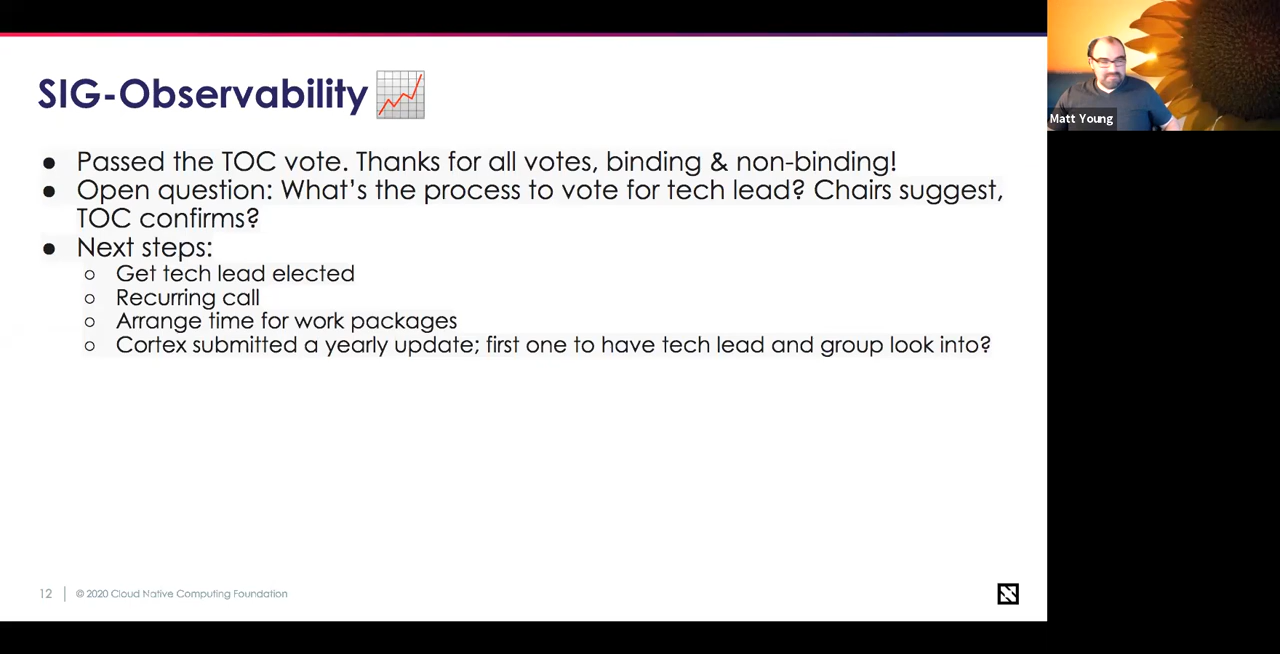 SIG-Observability
Passed the TOC vote. Thanks for all votes, binding & non-binding!
Open question: What’s the process to vote for tech lead? Chairs suggest,
TOC confirms?
Next steps:
Get tech lead elected
Recurring call
Arrange time for work packages
Cortex submitted a yearly update; first one to have tech lead and group look into?
12
© 2020 Cloud Native Computing Foundation
Matt Young